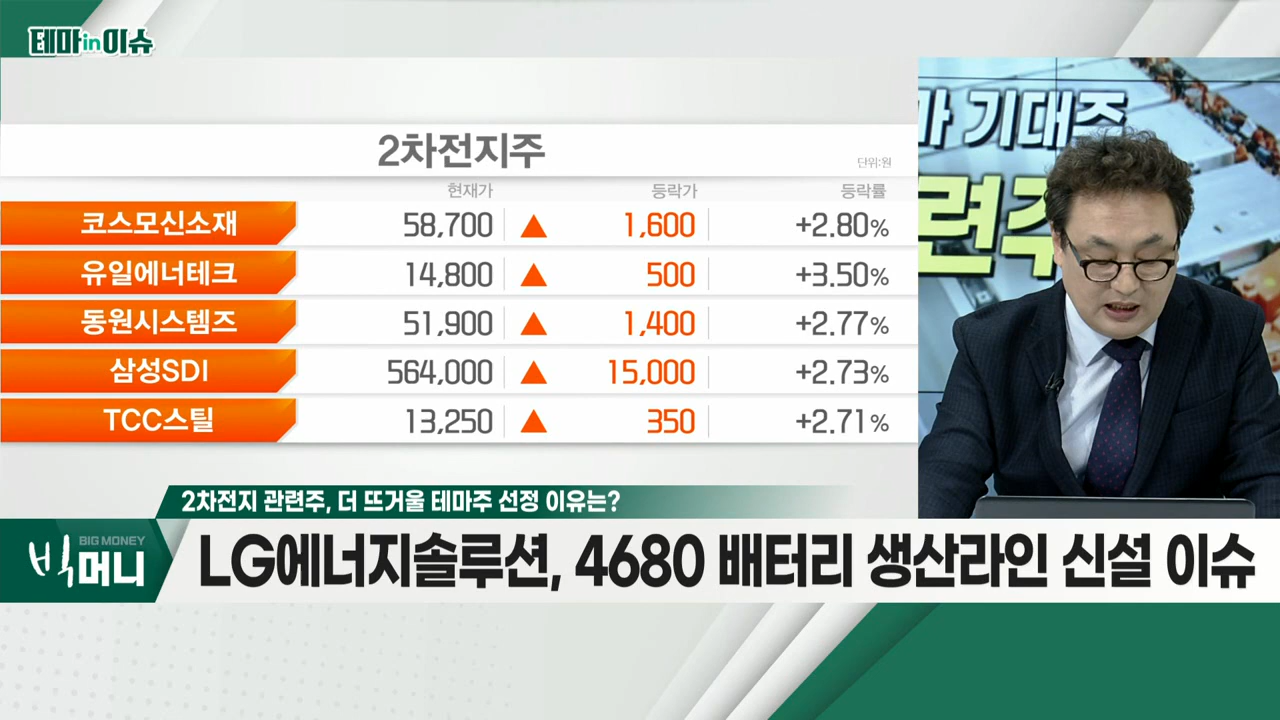 테마in이슈
2차전지주
단위:원
현재가 등락가 등락률
코스모신소재 58,700 ▲ 1,600 +2.80%
유일에너테크 14,800 ▲ 500 +3.50%
동원시스템즈 51,900 ▲ 1,400 +2.77%
삼성SDI 564,000 ▲ 15,000 +2.73%
TCC스틸 13,250 ▲ 350 +2.71%
기대주
2차전지 관련주, 더 뜨거울 테마주 선정 이유는?
BIG MONEY
빅머니
LG에너지솔루션, 4680 배터리 생산라인 신설 이슈